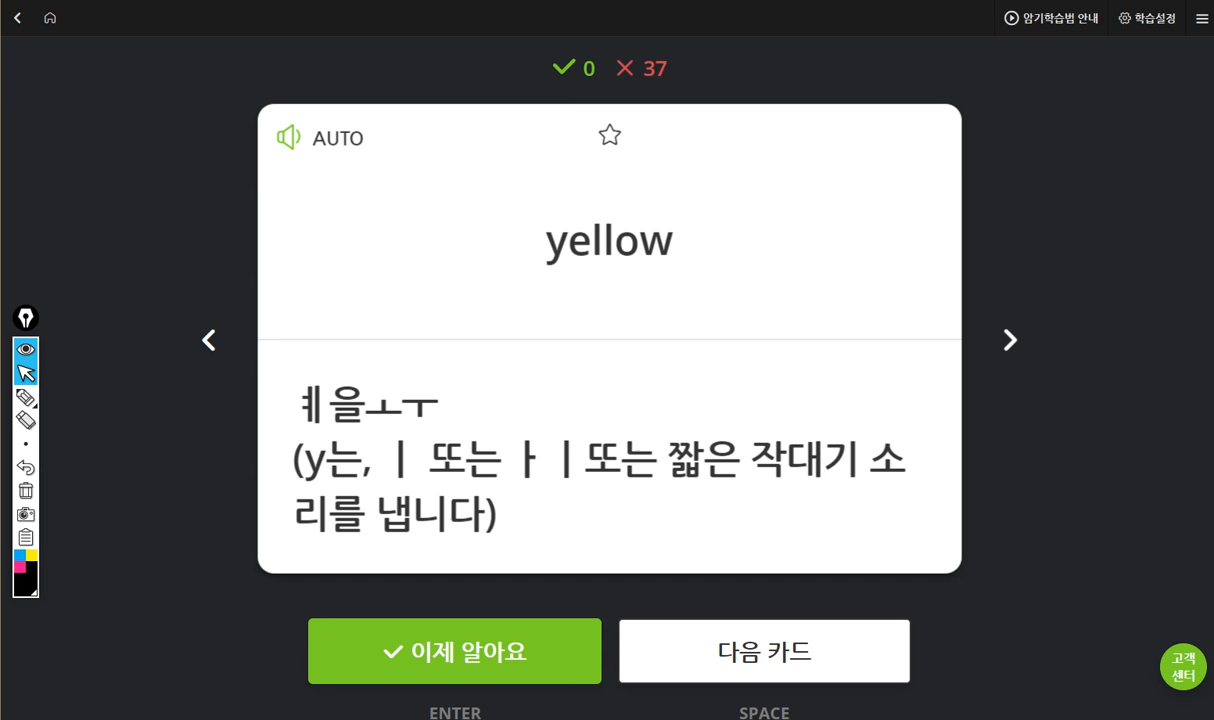 암기학습법 안내
학습설정
0
37
AUTO
yellow
ㅖ을ㅗㅜ
(y는, ㅣ 또는 ㅏㅣ또는 짧은 작대기 소
리를 냅니다)
이제 알아요
다음 카드
고객
센터
ENTER
SPACE